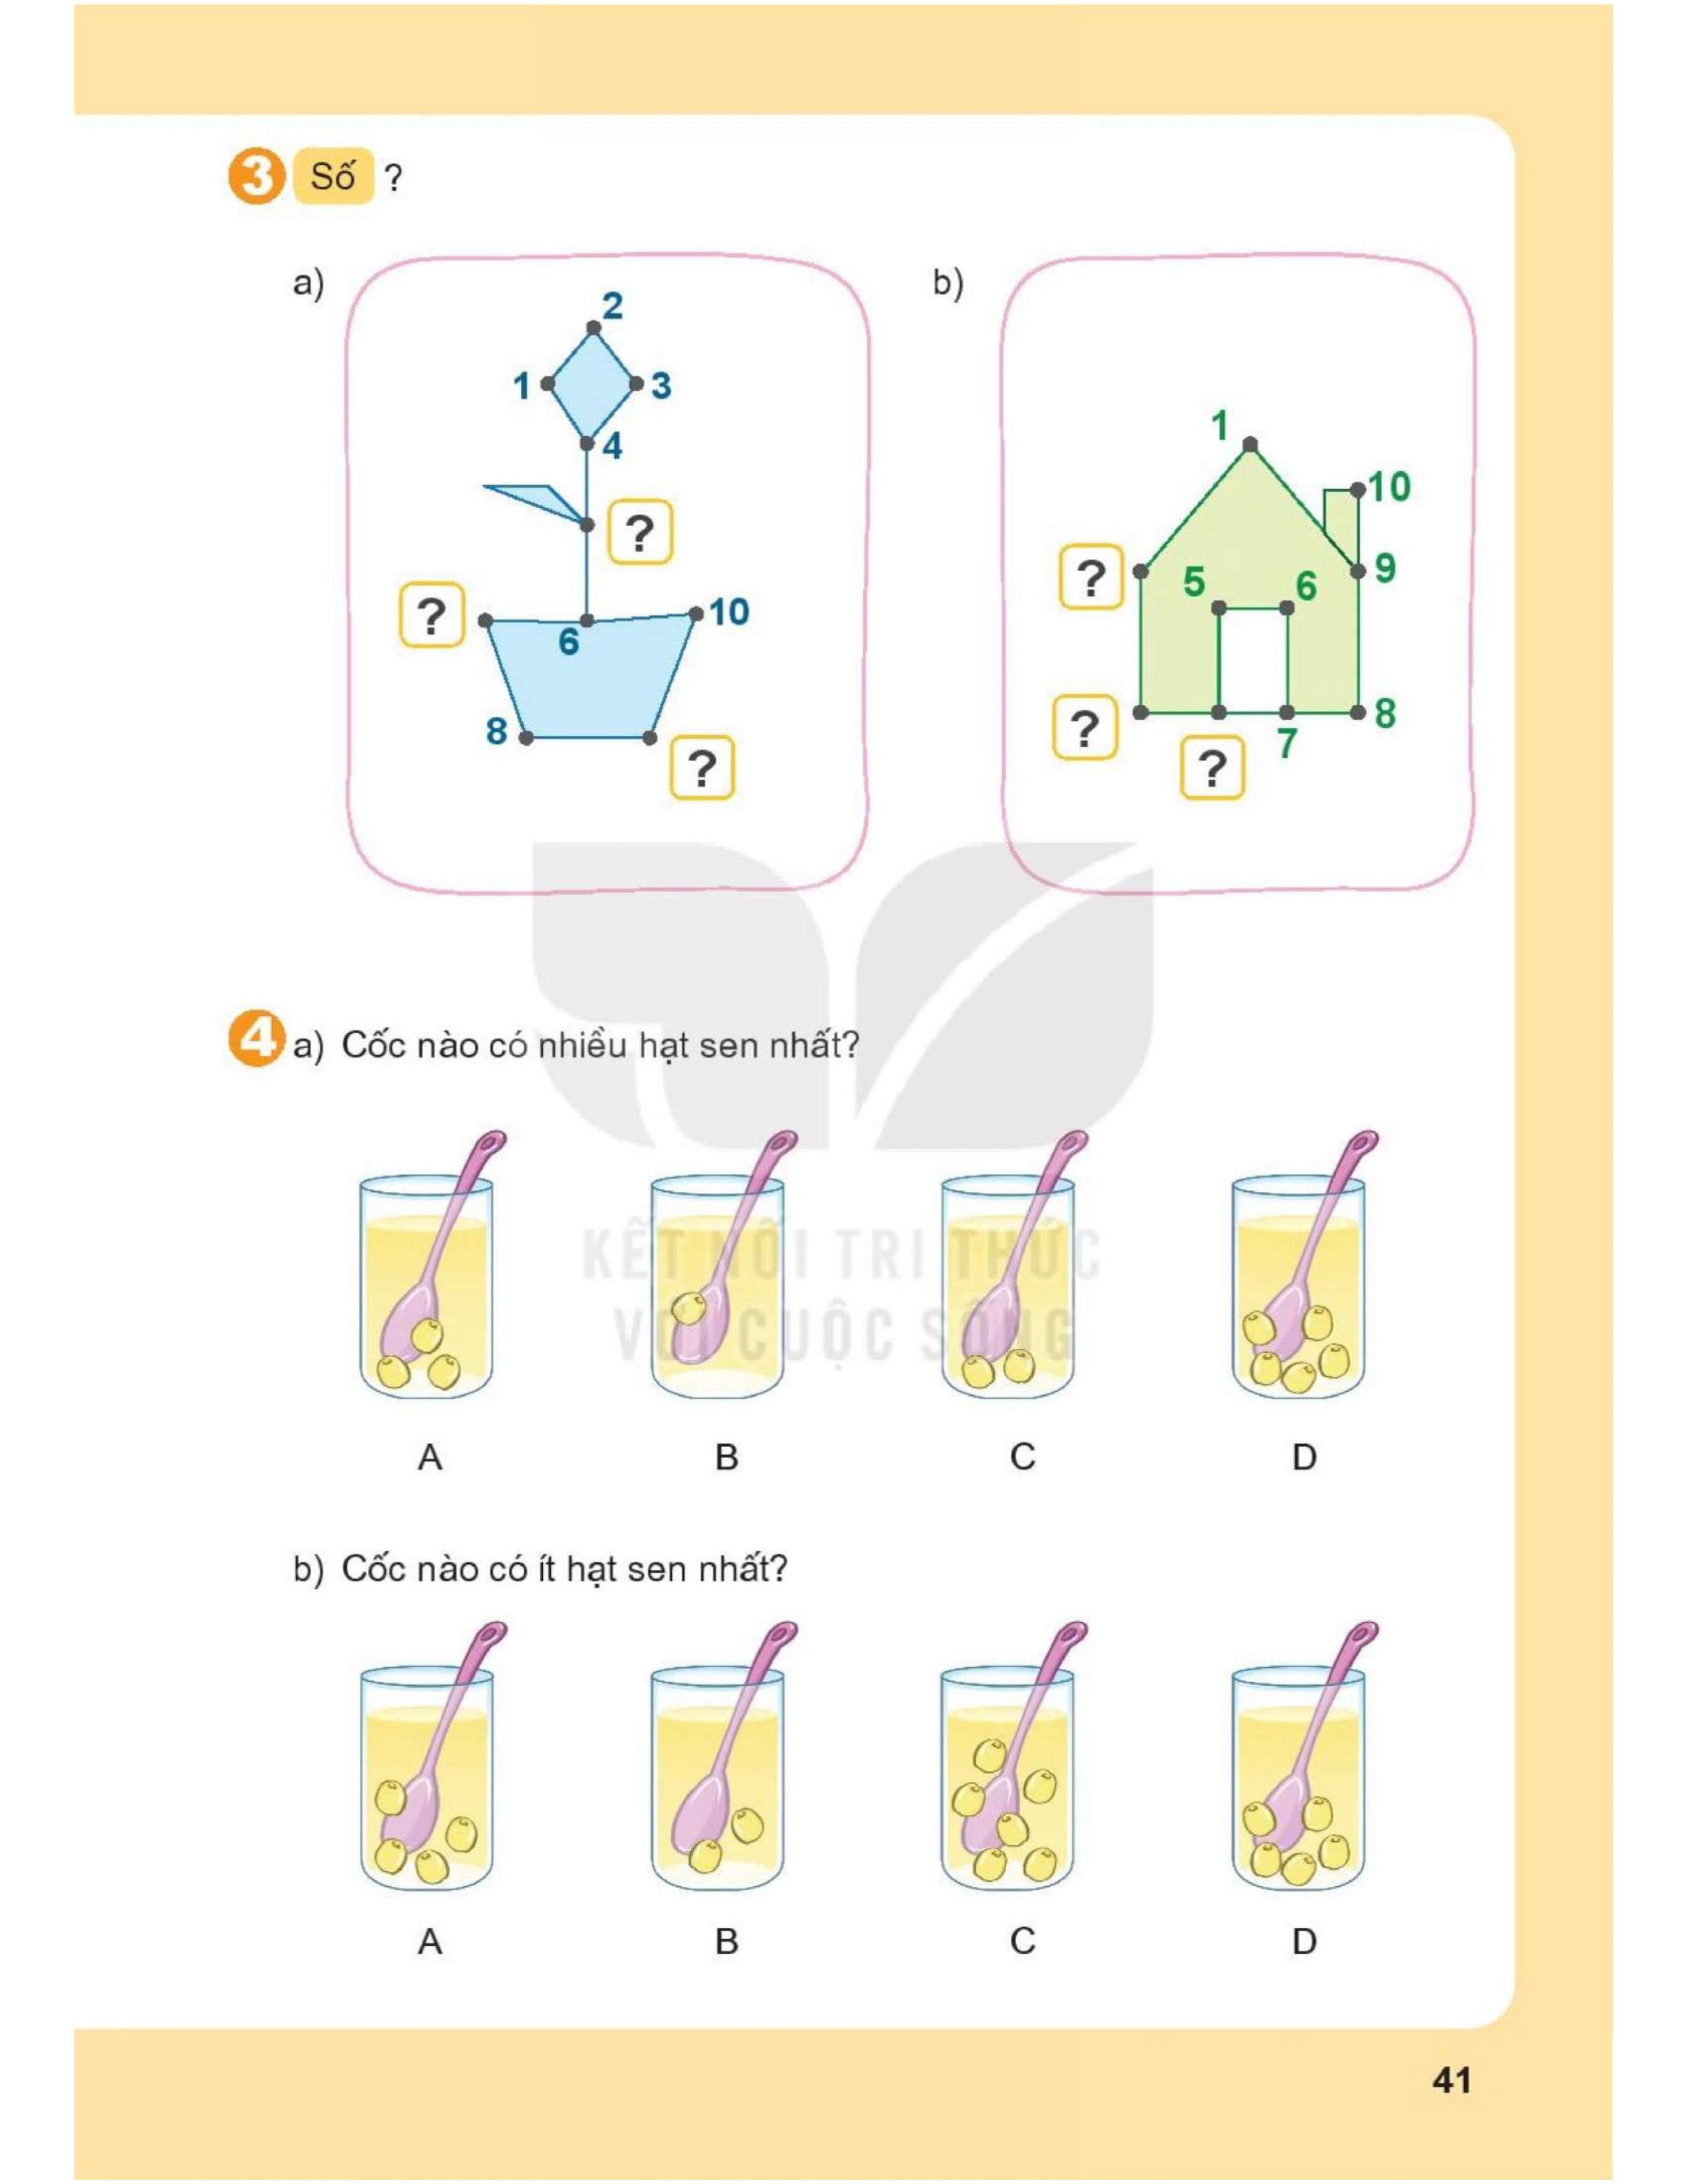 3 Số ?
a)
2
1
3
4
?
?
6
10
8
?
b)
1
10
?
5
6
9
?
?
7
8
4 a) Cốc nào có nhiều hạt sen nhất?
KẾT NỐI TRI THỨC
VỚI CUỘC SỐNG
A B C D
b) Cốc nào có ít hạt sen nhất?
A B C D
41